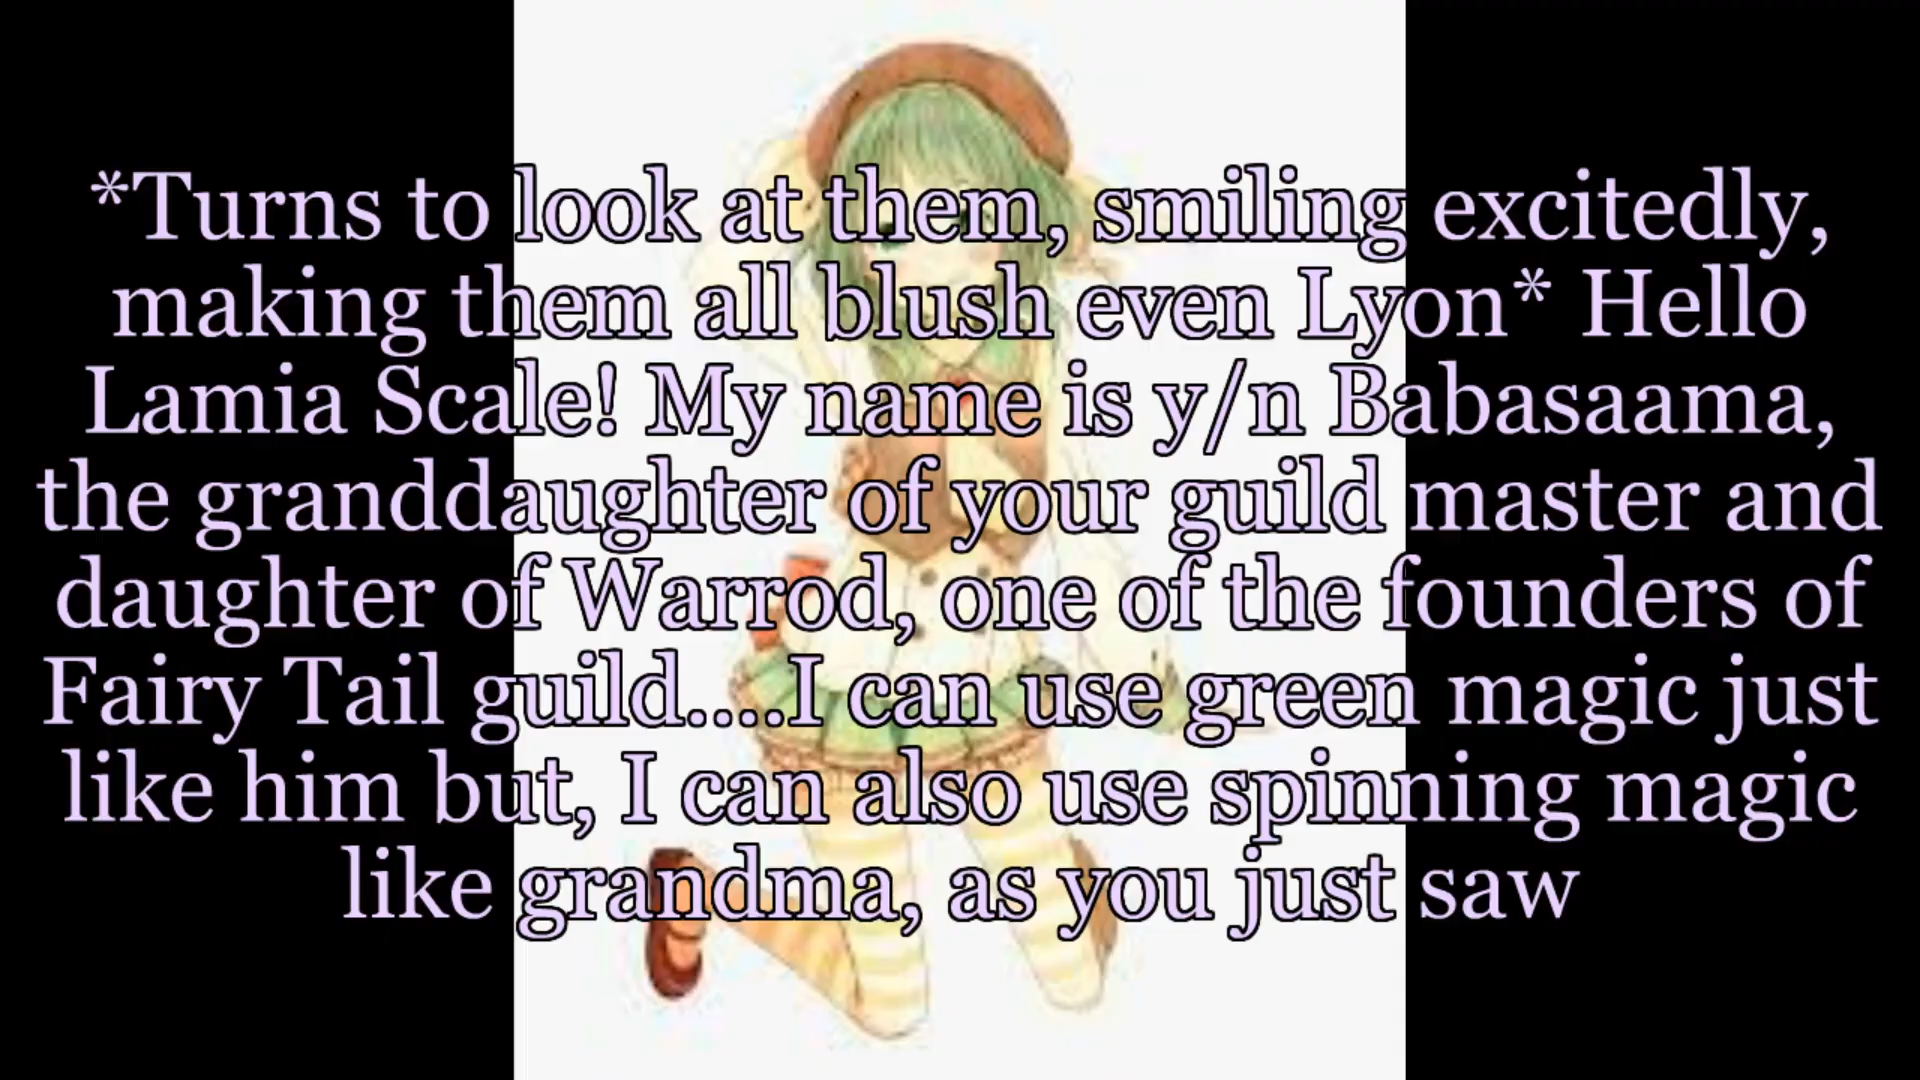 *Turns to look at them, smiling excitedly,
making them all blush even Lyon* Hello
Lamia Scale! My name is y/n Babasaama,
the granddaughter of your guild master and
daughter of Warrod, one of the founders of
Fairy Tail guild....I can use green magic just
like him but, I can also use spinning magic
like grandma, as you just saw